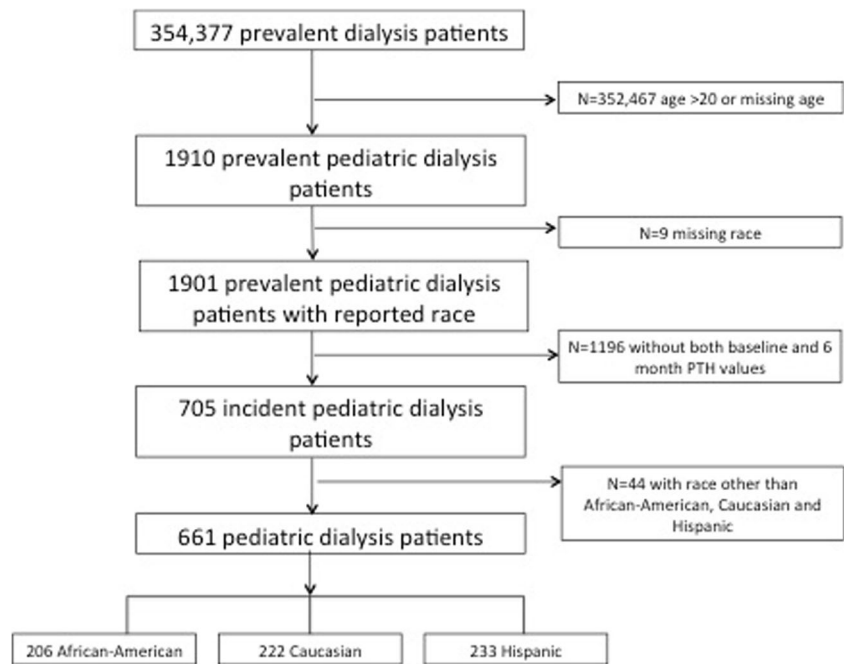 354,377 prevalent dialysis patients
N=352,467 age >20 or missing age
1910 prevalent pediatric dialysis
patients
N=9 missing race
1901 prevalent pediatric dialysis
patients with reported race
N=1196 without both baseline and 6
month PTH values
705 incident pediatric dialysis
patients
N=44 with race other than
African-American, Caucasian and
Hispanic
661 pediatric dialysis patients
206 African-American
222 Caucasian
233 Hispanic